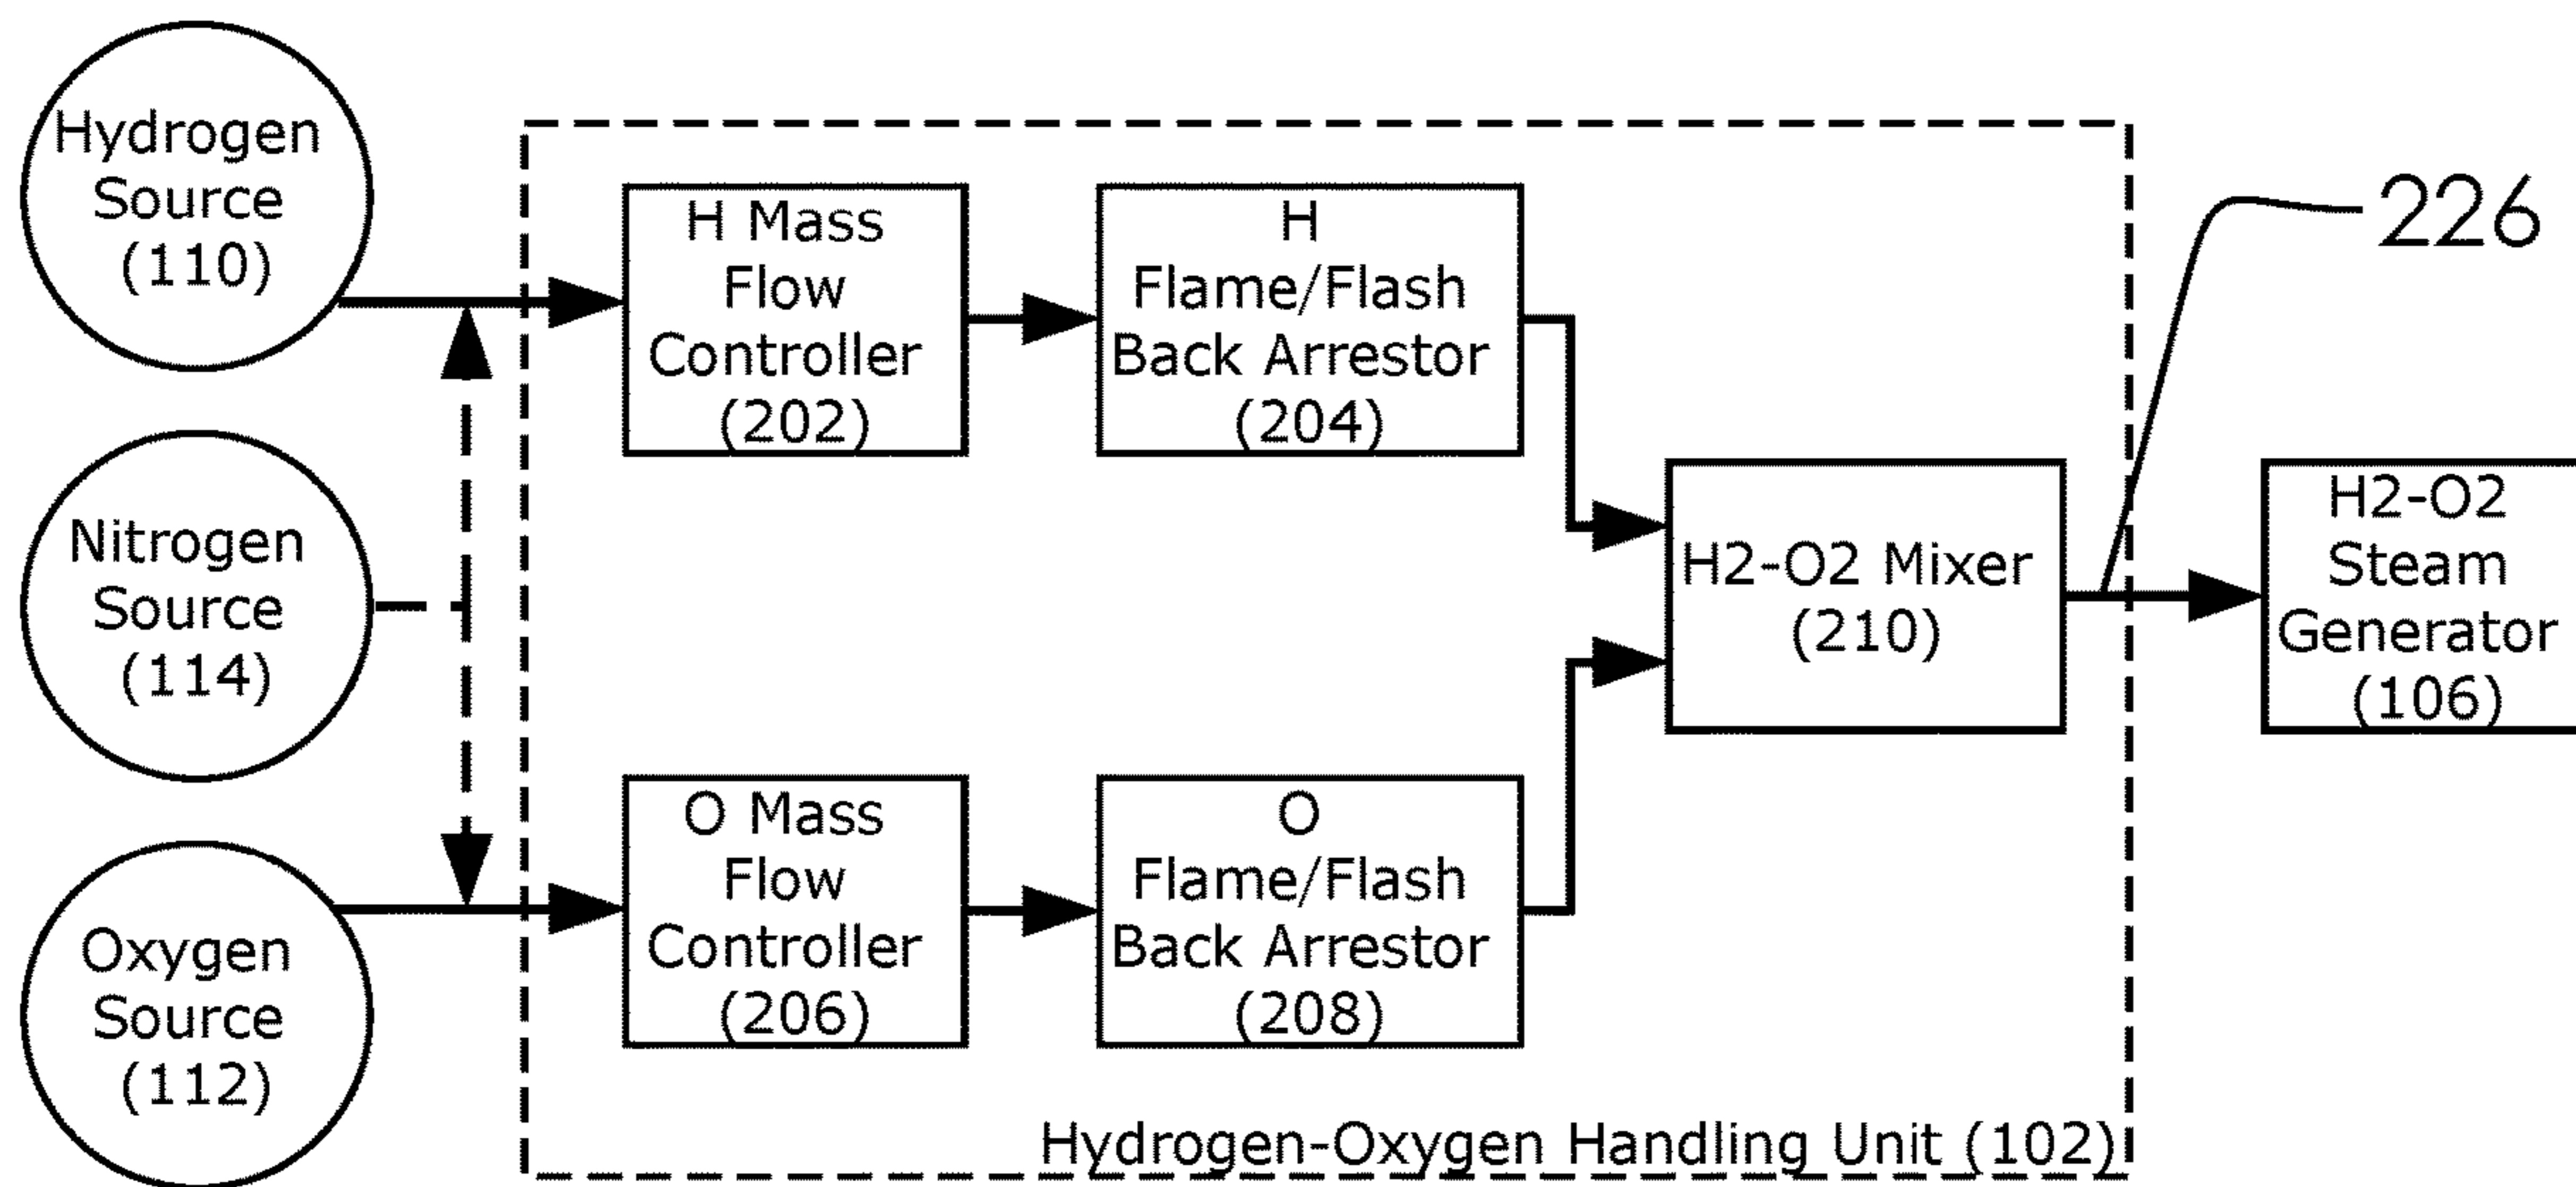 Hydrogen
Source
(110)
Nitrogen
Source
(114)
Oxygen
Source
(112)
H Mass
Flow
Controller
(202)
H
Flame/Flash
Back Arrestor
(204)
O Mass
Flow
Controller
(206)
O
Flame/Flash
Back Arrestor
(208)
H2-O2 Mixer
(210)
226
H2-O2
Steam
Generator
(106)
Hydrogen-Oxygen Handling Unit (102)